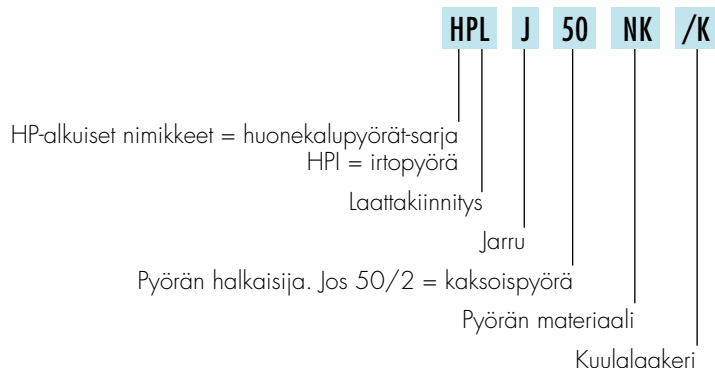 HPL J 50 NK /K
HP-alkuiset nimikkeet = huonekalupyörät-sarja
HPI = irtopyörä
Laattakiinnitys
Jarru
Pyörän halkaisija. Jos 50/2 = kaksoispyörä
Pyörän materiaali
Kuulalaakeri